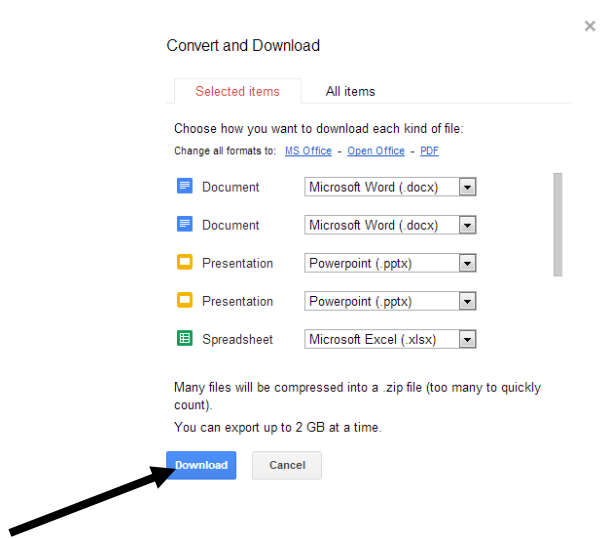 Convert and Download
Selected items
All items
Choose how you want to download each kind of file:
Change all formats to: MS Office - Open Office - PDF
Document Microsoft Word (.docx)
Document Microsoft Word (.docx)
Presentation Powerpoint (.pptx)
Presentation Powerpoint (.pptx)
Spreadsheet Microsoft Excel (.xlsx)
Many files will be compressed into a .zip file (too many to quickly
count).
You can export up to 2 GB at a time.
Download Cancel